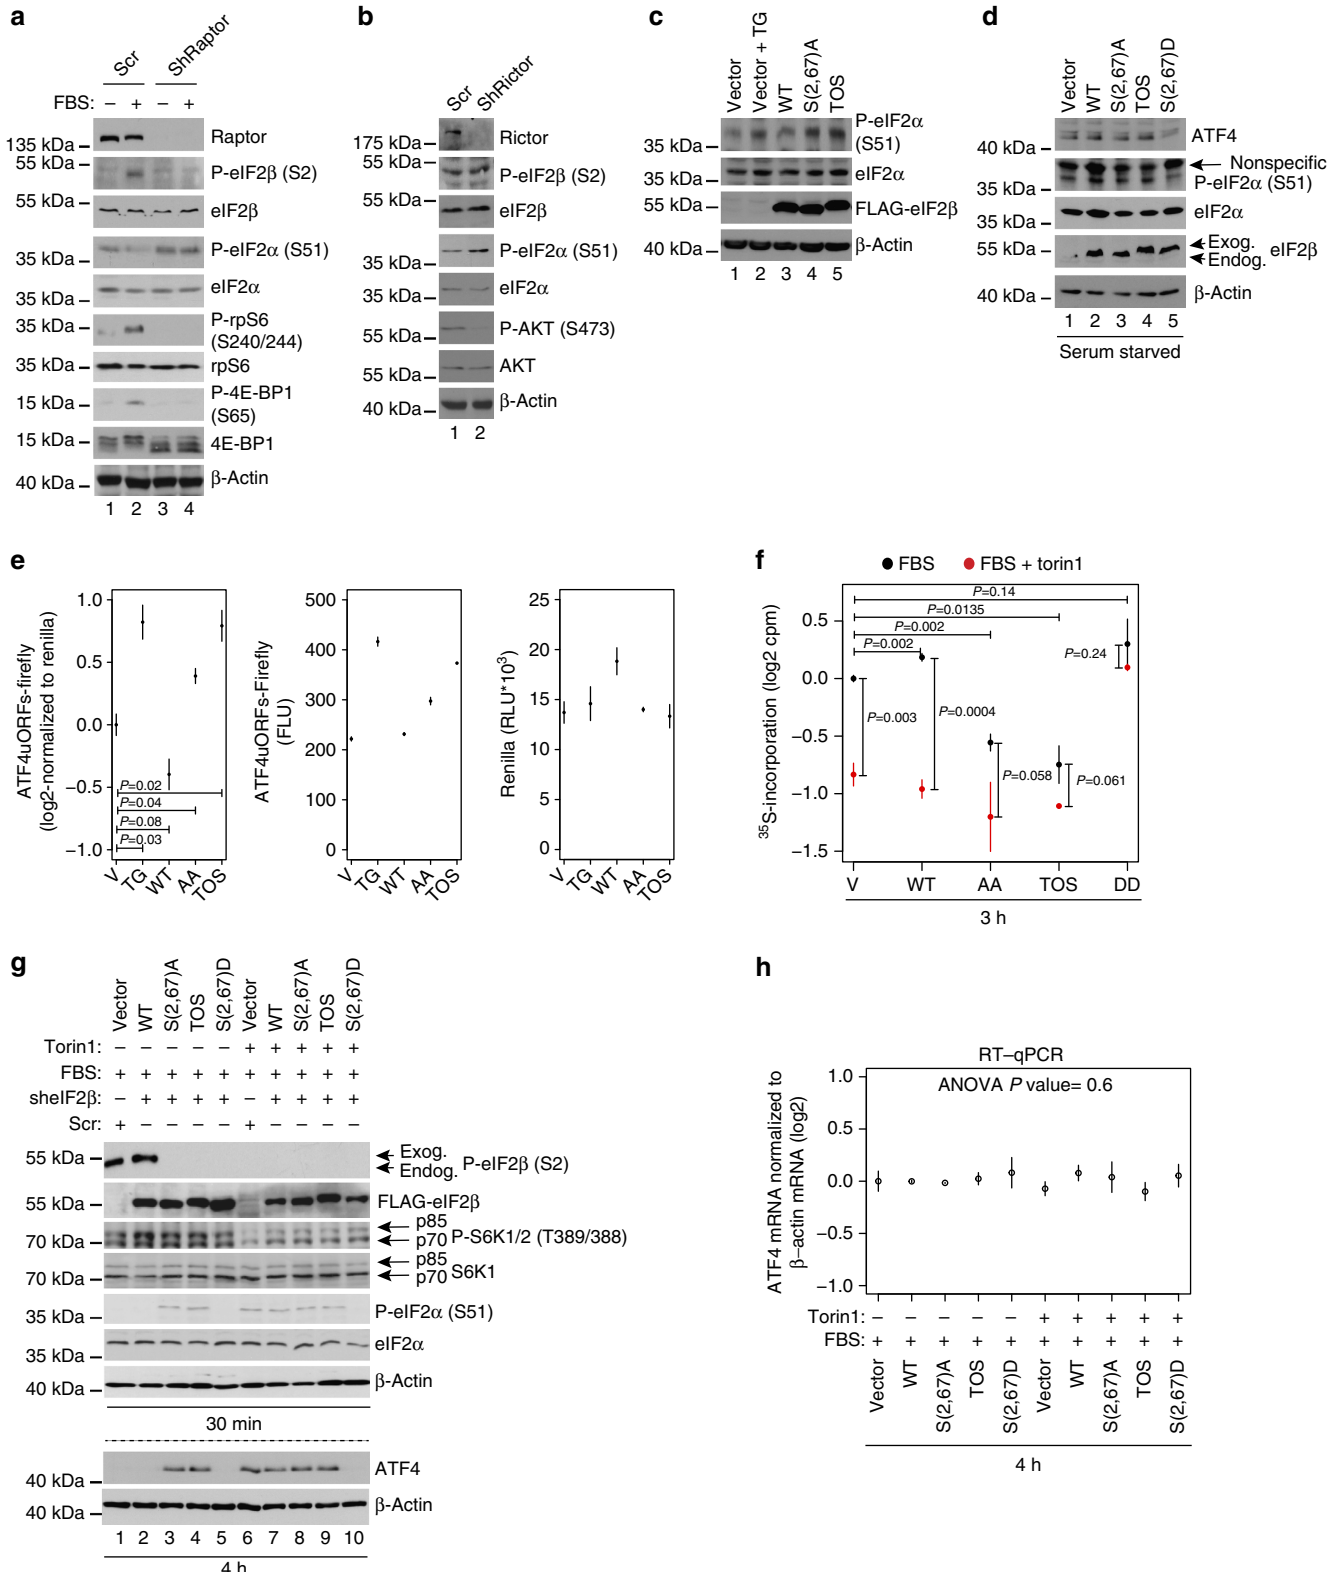 a
Scr ShRaptor
FBS: – + – +
135 kDa Raptor
55 kDa P-eIF2β (S2)
55 kDa eIF2β
35 kDa P-eIF2α (S51)
35 kDa eIF2α
35 kDa P-rpS6 (S240/244)
35 kDa rpS6
15 kDa P-4E-BP1 (S65)
15 kDa 4E-BP1
40 kDa β-Actin
1 2 3 4
b
Scr ShRictor
175 kDa Rictor
55 kDa P-eIF2β (S2)
55 kDa eIF2β
35 kDa P-eIF2α (S51)
35 kDa eIF2α
55 kDa P-AKT (S473)
55 kDa AKT
40 kDa β-Actin
1 2
c
Vector Vector + TG WT S(2,67)A TOS
35 kDa P-eIF2α (S51)
35 kDa eIF2α
55 kDa FLAG-eIF2β
40 kDa β-Actin
1 2 3 4 5
d
Vector WT S(2,67)A TOS S(2,67)D
40 kDa ATF4
Nonspecific
35 kDa P-eIF2α (S51)
35 kDa eIF2α
55 kDa Exog. Endog. eIF2β
40 kDa β-Actin
1 2 3 4 5
Serum starved
e
ATF4uORFs-firefly
(log2-normalized to renilla)
1.0
0.5
0.0
−0.5
−1.0
P=0.02
P=0.04
P=0.08
P=0.03
V TG WT AA TOS
ATF4uORFs-Firefly
(FLU)
500
400
300
200
100
0
V TG WT AA TOS
Renilla (RLU*10³)
25
20
15
10
5
0
V TG WT AA TOS
f
FBS FBS + torin1
³⁵S-incorporation (log2 cpm)
0.5
0.0
−0.5
−1.0
−1.5
P=0.14
P=0.0135
P=0.002
P=0.002
P=0.24
P=0.003
P=0.0004
P=0.058
P=0.061
V WT AA TOS DD
3 h
g
Vector WT S(2,67)A TOS S(2,67)D Vector WT S(2,67)A TOS S(2,67)D
Torin1: – – – – – + + + + +
FBS: + + + + + + + + + +
sheIF2β: – + + + + – + + + +
Scr: + – – – – + – – – –
55 kDa Exog. Endog. P-eIF2β (S2)
55 kDa FLAG-eIF2β
70 kDa p85 p70 P-S6K1/2 (T389/388)
70 kDa p85 p70 S6K1
35 kDa P-eIF2α (S51)
35 kDa eIF2α
40 kDa β-Actin
30 min
40 kDa ATF4
40 kDa β-Actin
1 2 3 4 5 6 7 8 9 10
4 h
h
RT–qPCR
ANOVA P value= 0.6
ATF4 mRNA normalized to
β−actin mRNA (log2)
1.0
0.5
0.0
−0.5
−1.0
Torin1: – – – – – + + + + +
FBS: + + + + + + + + + +
Vector WT S(2,67)A TOS S(2,67)D Vector WT S(2,67)A TOS S(2,67)D
4 h